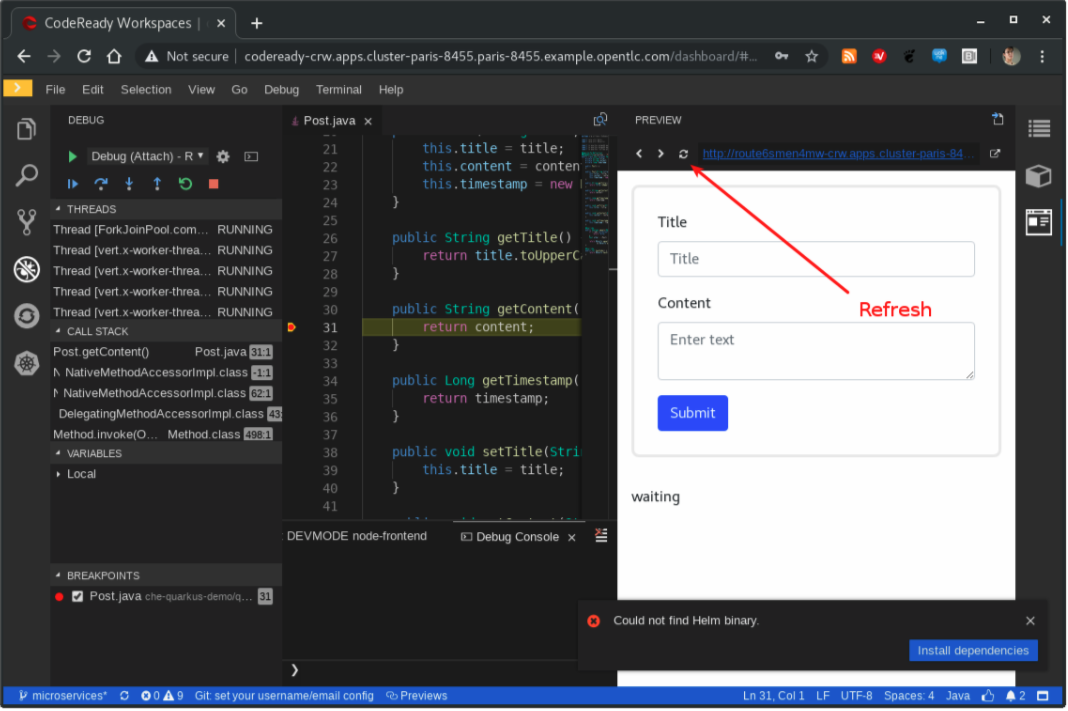 CodeReady Workspaces |
Not secure
codeready-crw.apps.cluster-paris-8455.paris-8455.example.opentlc.com/dashboard/#...
File Edit Selection View Go Debug Terminal Help
DEBUG
Debug (Attach) - R
THREADS
Thread [ForkJoinPool.com... RUNNING
Thread [vert.x-worker-threa... RUNNING
Thread [vert.x-worker-threa... RUNNING
Thread [vert.x-worker-threa... RUNNING
Thread [vert.x-worker-threa... RUNNING
CALL STACK
Post.getContent() Post.java 31:1
NativeMethodAccessorImpl.class -1:1
NativeMethodAccessorImpl.class 62:1
DelegatingMethodAccessorImpl.class 43:
Method.invoke(O... Method.class 498:1
VARIABLES
Local
BREAKPOINTS
Post.java che-quarkus-demo/q... 31
Post.java
21 this.title = title;
22 this.content = conten
23 this.timestamp = new
24 }
25
26 public String getTitle()
27 return title.toUpperCa
28 }
29
30 public String getContent(
31 return content;
32 }
33
34 public Long getTimestamp(
35 return timestamp;
36 }
37
38 public void setTitle(Stri
39 this.title = title;
40 }
41
DEVMODE node-frontend
Debug Console
❯
PREVIEW
http://route6smen4mw-crw.apps.cluster-paris-84...
Title
Title
Refresh
Content
Enter text
Submit
waiting
Could not find Helm binary.
Install dependencies
microservices* 0 9 Git: set your username/email config Previews
Ln 31, Col 1 LF UTF-8 Spaces: 4 Java 2